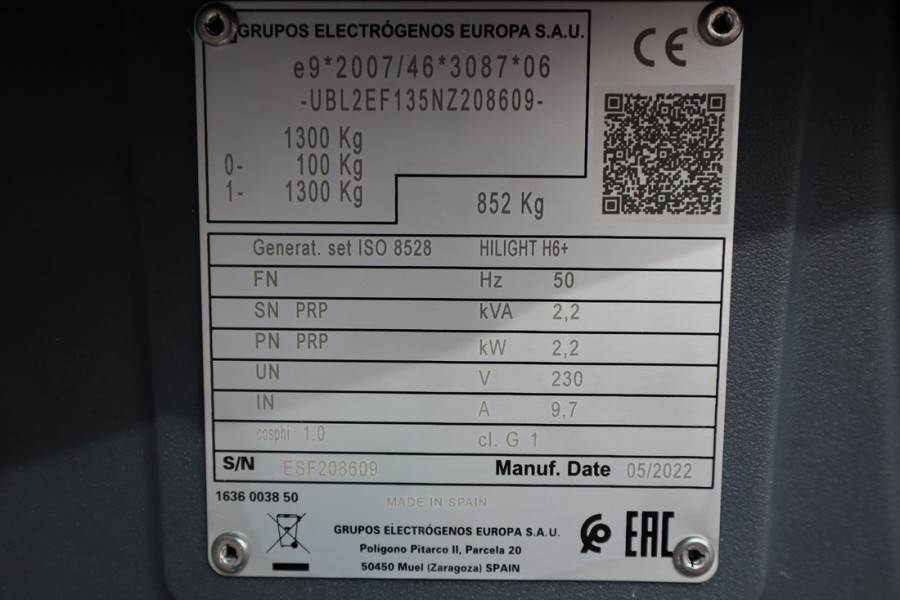 GRUPOS ELECTRÓGENOS EUROPA S.A.U.
e9*2007/46*3087*06
-UBL2EF135NZ208609-
1300 Kg
0- 100 Kg
1- 1300 Kg
852 Kg
CE
Generat. set ISO 8528 HILIGHT H6+
FN Hz 50
SN PRP kVA 2,2
PN PRP kW 2,2
UN V 230
IN A 9,7
cosphi 1.0 cl. G 1
S/N ESF208609 Manuf. Date 05/2022
1636 0038 50
MADE IN SPAIN
GRUPOS ELECTRÓGENOS EUROPA S.A.U.
Polígono Pitarco II, Parcela 20
50450 Muel (Zaragoza) SPAIN
EAC